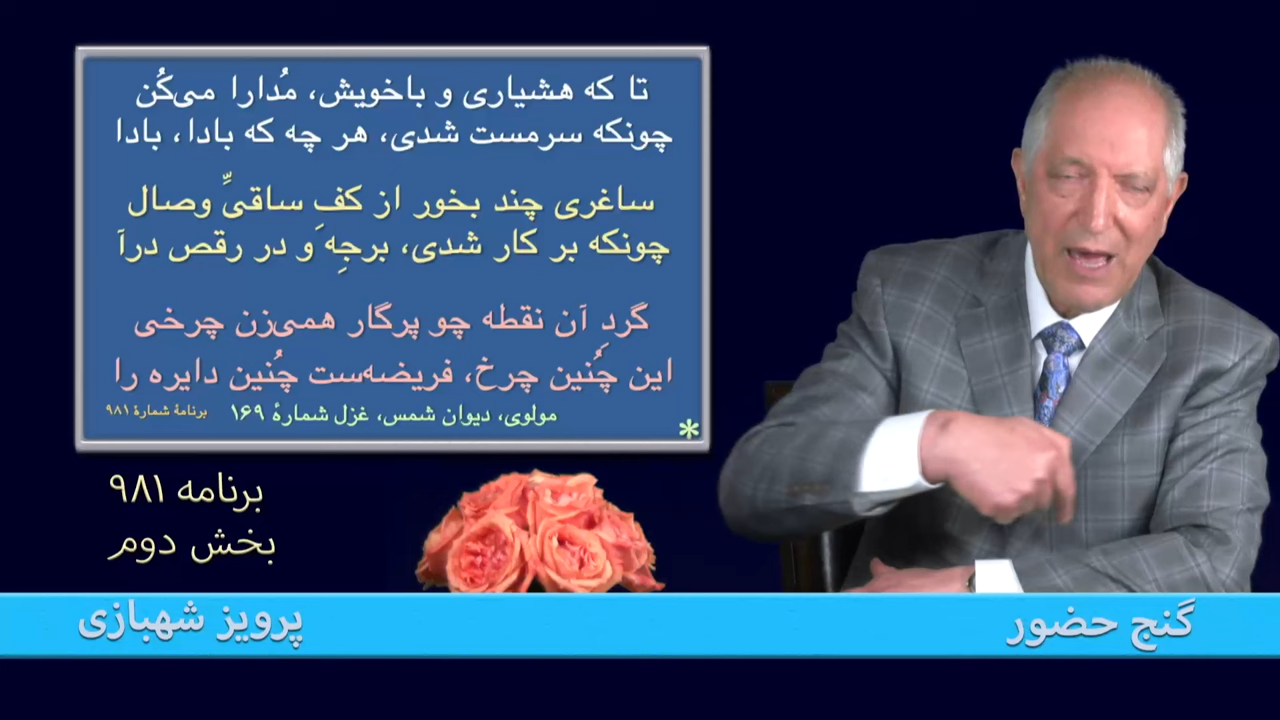 تا که هشیاری و باخویش، مُدارا می‌کُن
چونکه سرمست شدی، هر چه که بادا، بادا
ساغری چند بخور از کفِ ساقیِّ وصال
چونکه بر کار شدی، برجِه َو در رقص درآ
گردِ آن نقطه چو پرگار همی‌زن چرخی
این چُنین چرخ، فریضه‌ست چُنین دایره را
مولوی، دیوان شمس، غزل شمارهٔ ۱۶۹
برنامهٔ شمارهٔ ۹۸۱
*
برنامه ۹۸۱
بخش دوم
پرویز شهبازی
گنج حضور